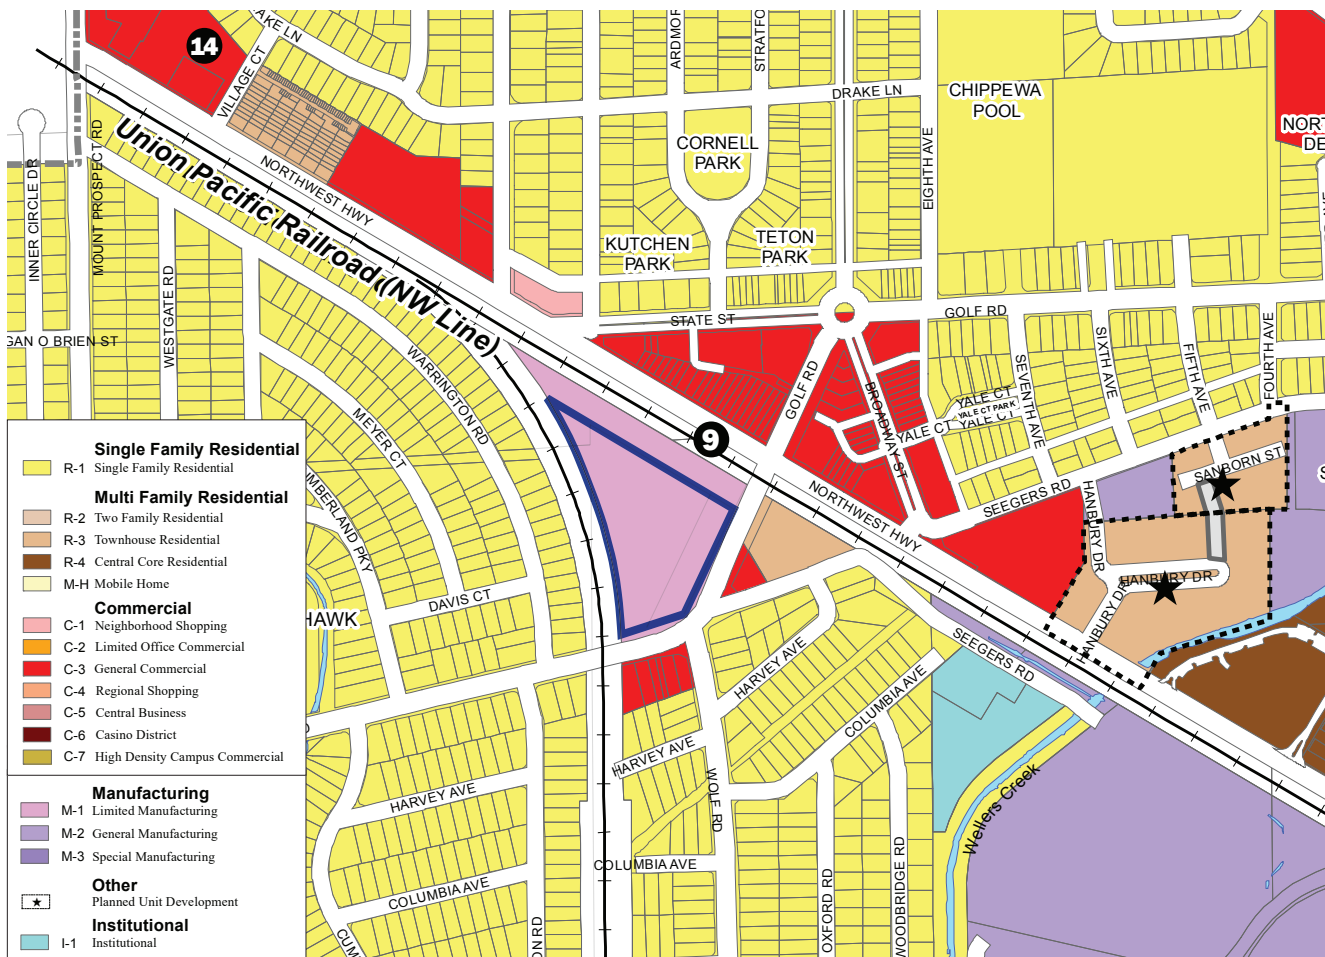 14
AKE LN
VILLAGE CT
ARDMOR
STRATFO
DRAKE LN
CHIPPEWA
POOL
NORT
DE
CORNELL
PARK
EIGHTH AVE
MOUNT PROSPECT RD
INNER CIRCLE DR
Union Pacific Railroad (NW Line)
NORTHWEST HWY
KUTCHEN
PARK
TETON
PARK
WESTGATE RD
GAN O BRIEN ST
STATE ST
GOLF RD
WARRINGTON RD
MEYER CT
GOLF RD
BROADWAY ST
YALE CT
YALE CT PARK
YALE CT
YALE CT
SEVENTH AVE
SIXTH AVE
FIFTH AVE
FOURTH AVE
9
NORTHWEST HWY
SEEGERS RD
SANBORN ST
S
HANBURY DR
HANBURY DR
HANBURY DR
UMBERLAND PKY
HAWK
DAVIS CT
HARVEY AVE
COLUMBIA AVE
SEEGERS RD
HARVEY AVE
WOLF RD
HARVEY AVE
Wellers Creek
COLUMBIA AVE
COLUMBIA AVE
OXFORD RD
WOODBRIDGE RD
CUM
ON RD
Single Family Residential
R-1 Single Family Residential
Multi Family Residential
R-2 Two Family Residential
R-3 Townhouse Residential
R-4 Central Core Residential
M-H Mobile Home
Commercial
C-1 Neighborhood Shopping
C-2 Limited Office Commercial
C-3 General Commercial
C-4 Regional Shopping
C-5 Central Business
C-6 Casino District
C-7 High Density Campus Commercial
Manufacturing
M-1 Limited Manufacturing
M-2 General Manufacturing
M-3 Special Manufacturing
Other
Planned Unit Development
Institutional
I-1 Institutional